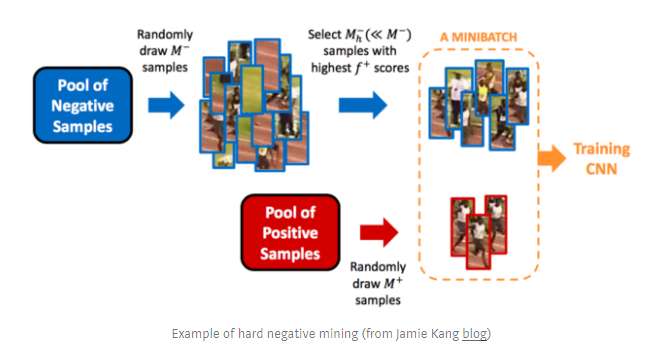 Randomly
draw M⁻
samples
Select Mₕ⁻(≪ M⁻)
samples with
highest f⁺ scores
A MINIBATCH
Pool of
Negative
Samples
Training
CNN
Pool of
Positive
Samples
Randomly
draw M⁺
samples
Example of hard negative mining (from Jamie Kang blog)